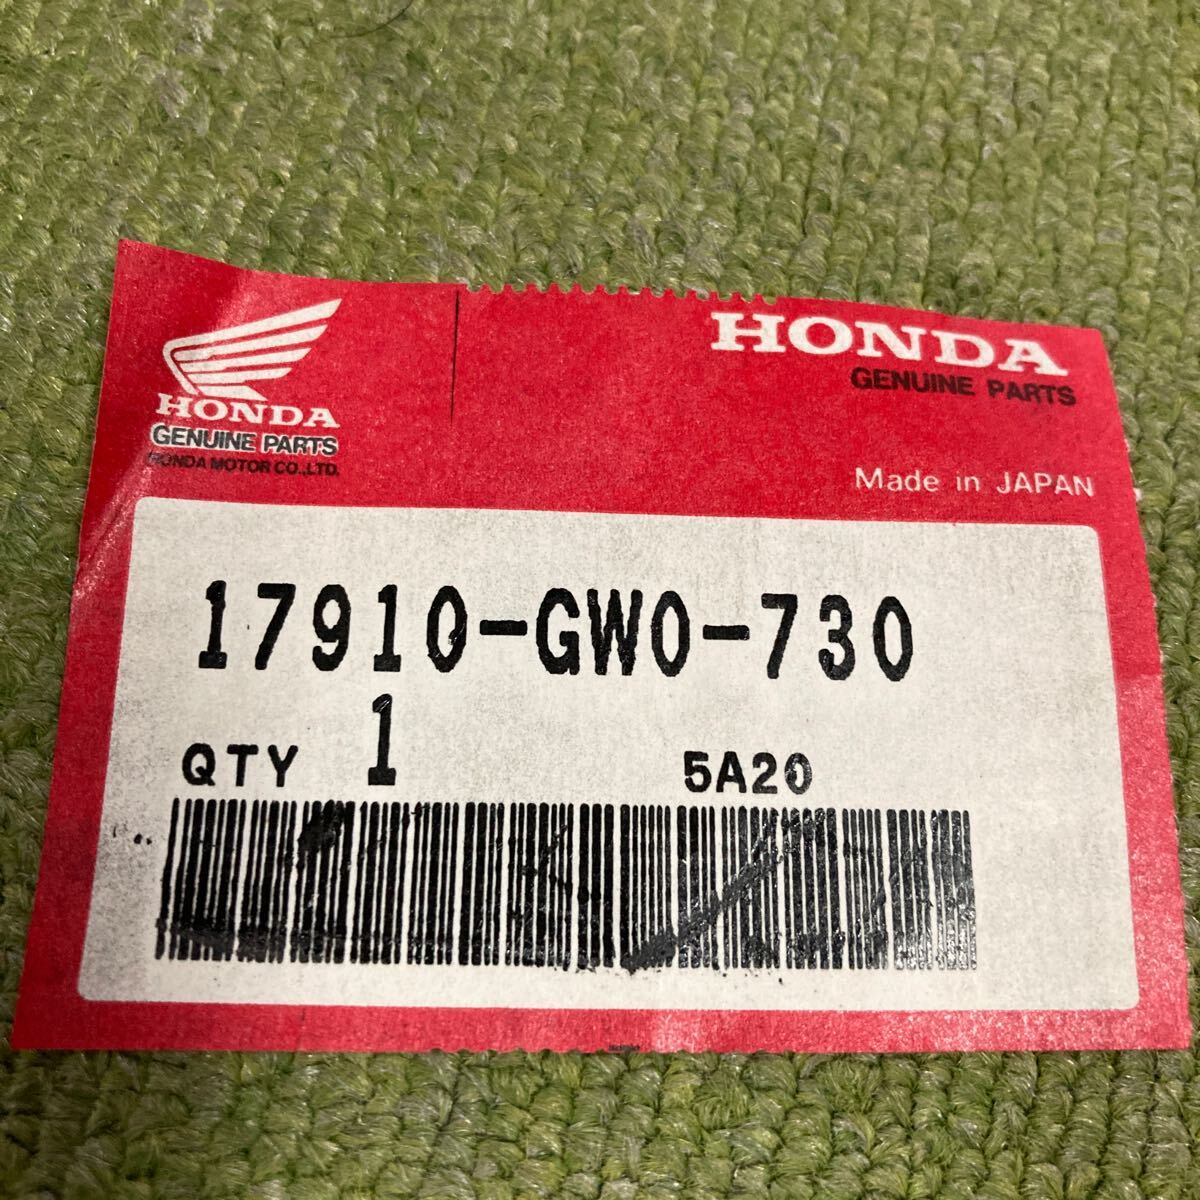 HONDA
GENUINE PARTS
HONDA MOTOR CO.,LTD.
HONDA
GENUINE PARTS
Made in JAPAN
17910-GW0-730
QTY 1 5A20